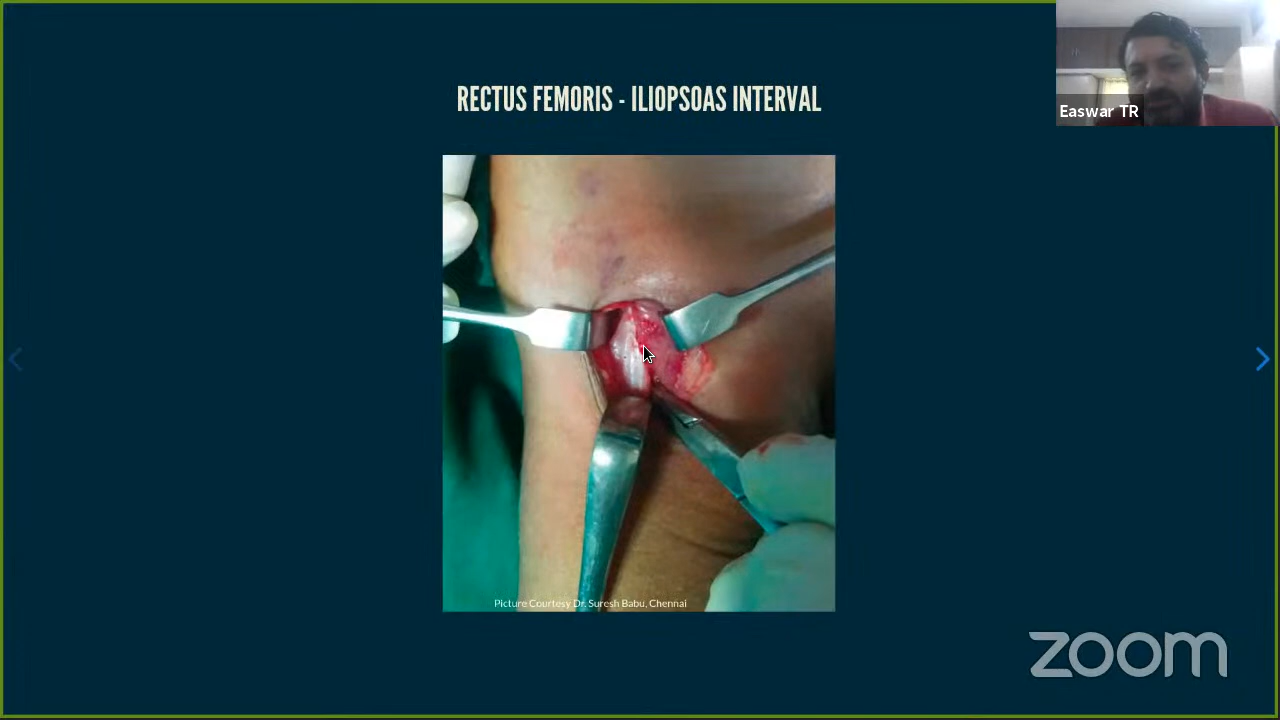 RECTUS FEMORIS - ILIOPSOAS INTERVAL
Easwar TR
Picture Courtesy Dr. Suresh Babu, Chennai
zoom